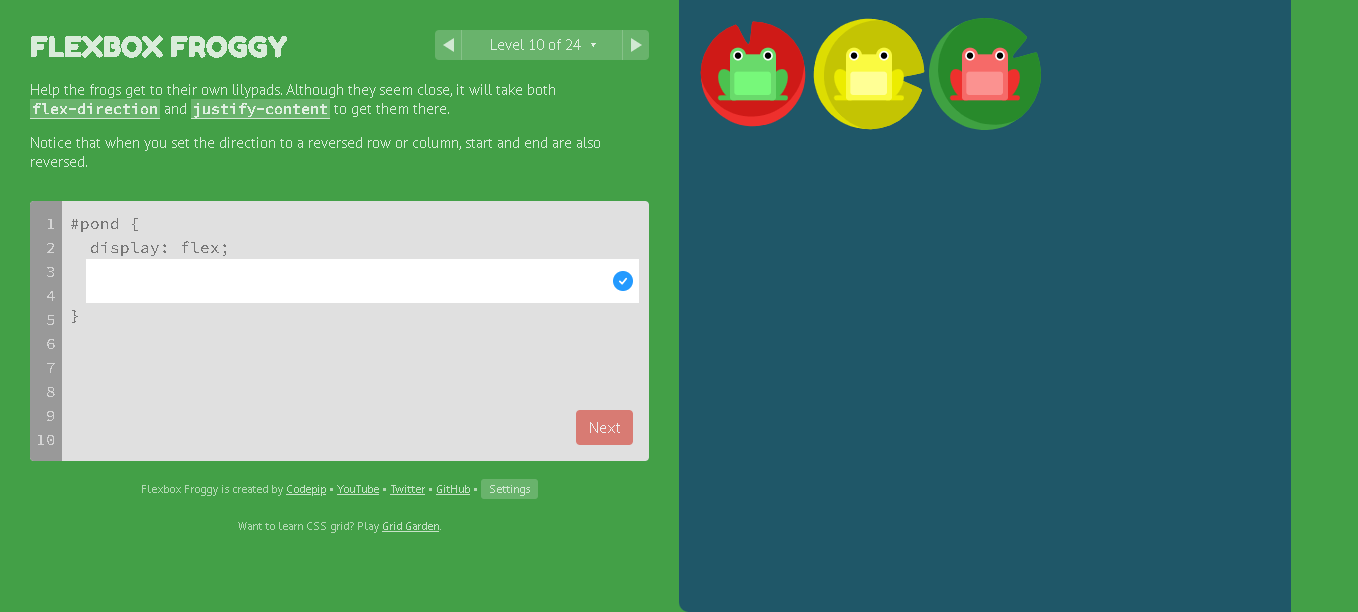 FLEXBOX FROGGY
Level 10 of 24 ▾
Help the frogs get to their own lilypads. Although they seem close, it will take both
flex-direction and justify-content to get them there.
Notice that when you set the direction to a reversed row or column, start and end are also
reversed.
1 #pond {
2 display: flex;
3
4
5 }
6
7
8
9
10
Next
Flexbox Froggy is created by Codepip • YouTube • Twitter • GitHub • Settings
Want to learn CSS grid? Play Grid Garden.